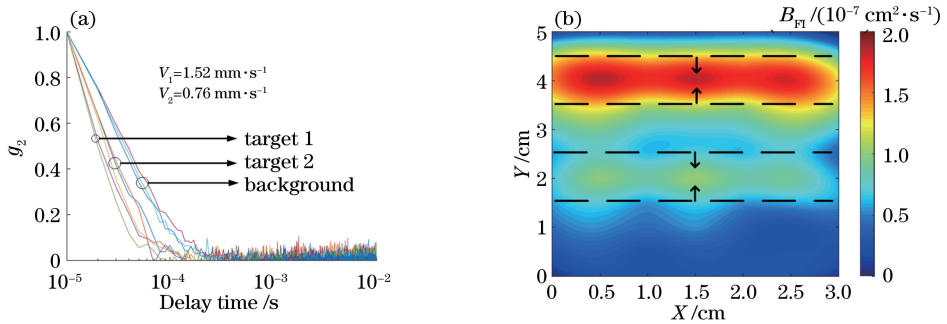 (a)
1.0
0.8
0.6
0.4
0.2
0
g2
V1=1.52 mm·s−1
V2=0.76 mm·s−1
target 1
target 2
background
10−5
10−4
10−3
10−2
Delay time /s
(b)
BFI /(10−7 cm2·s−1)
5
4
3
2
1
0
Y/cm
0
0.5
1.0
1.5
2.0
2.5
3.0
X/cm
2.0
1.5
1.0
0.5
0